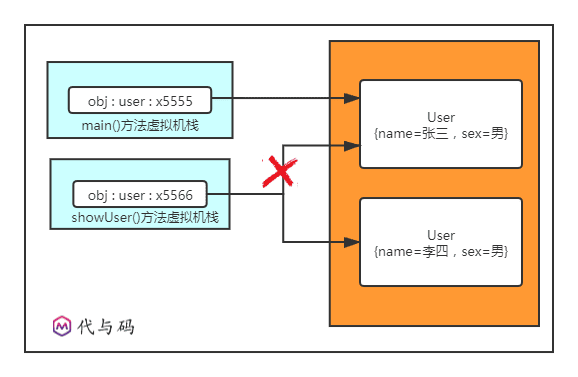 obj : user : x5555
main()方法虚拟机栈
obj : user : x5566
showUser()方法虚拟机栈
User
{name=张三，sex=男}
User
{name=李四，sex=男}
代与码